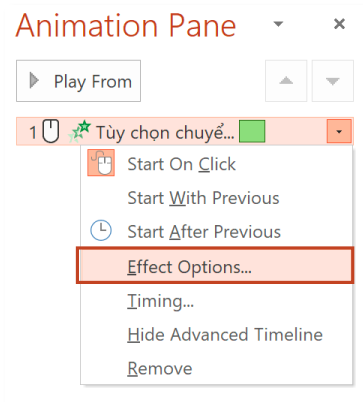 Animation Pane
Play From
1 Tùy chọn chuyể...
Start On Click
Start With Previous
Start After Previous
Effect Options...
Timing...
Hide Advanced Timeline
Remove